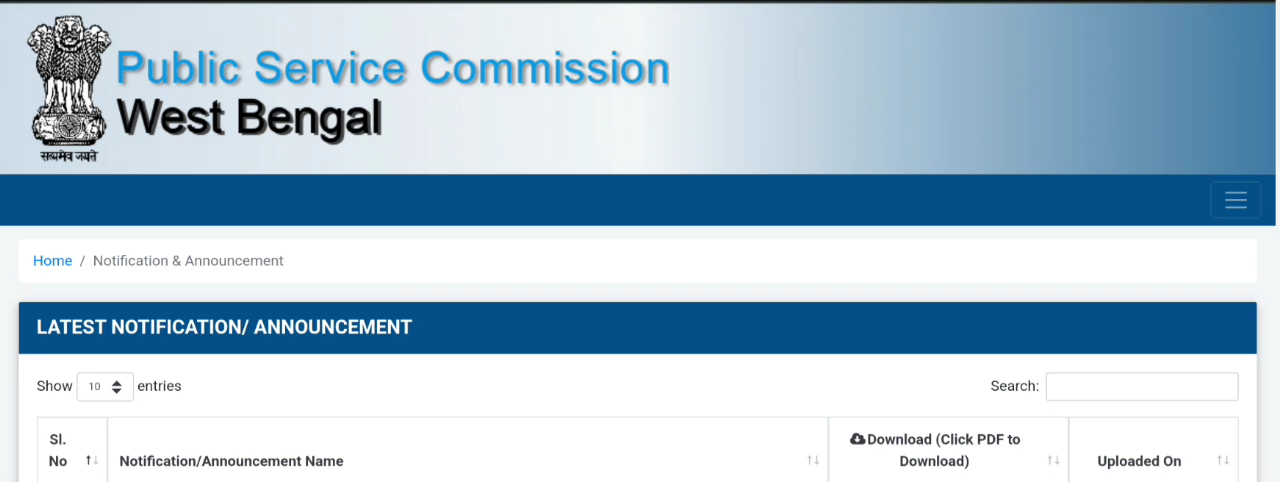 Public Service Commission
West Bengal
सत्यमेव जयते
Home / Notification & Announcement
LATEST NOTIFICATION/ ANNOUNCEMENT
Show 10 entries
Search:
Sl. No
Notification/Announcement Name
Download (Click PDF to Download)
Uploaded On